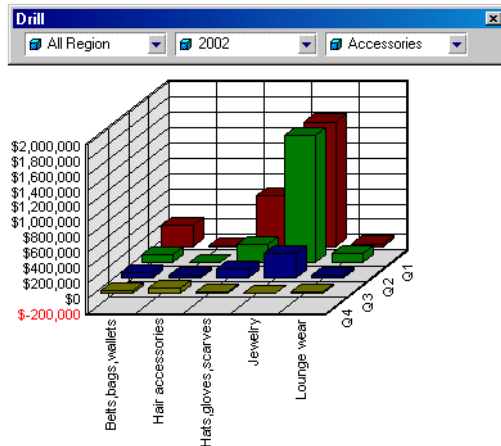 Drill
All Region
2002
Accessories
$2,000,000
$1,800,000
$1,600,000
$1,400,000
$1,200,000
$1,000,000
$800,000
$600,000
$400,000
$200,000
$0
$-200,000
Belts,bags,wallets
Hair accessories
Hats,gloves,scarves
Jewelry
Lounge wear
Q4
Q3
Q2
Q1